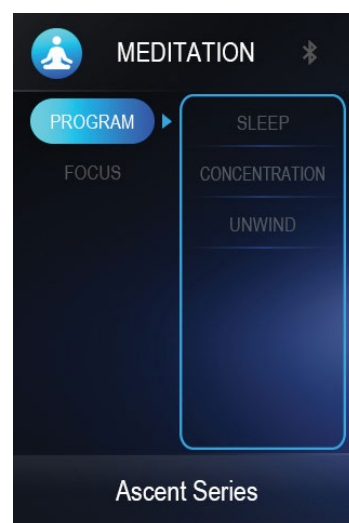 MEDITATION
PROGRAM
FOCUS
SLEEP
CONCENTRATION
UNWIND
Ascent Series